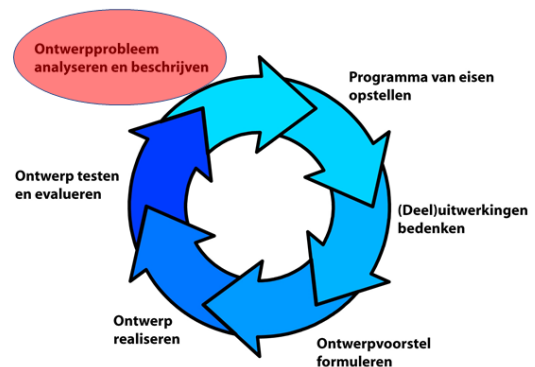 Ontwerpprobleem
analyseren en beschrijven
Programma van eisen
opstellen
(Deel)uitwerkingen
bedenken
Ontwerpvoorstel
formuleren
Ontwerp
realiseren
Ontwerp testen
en evalueren